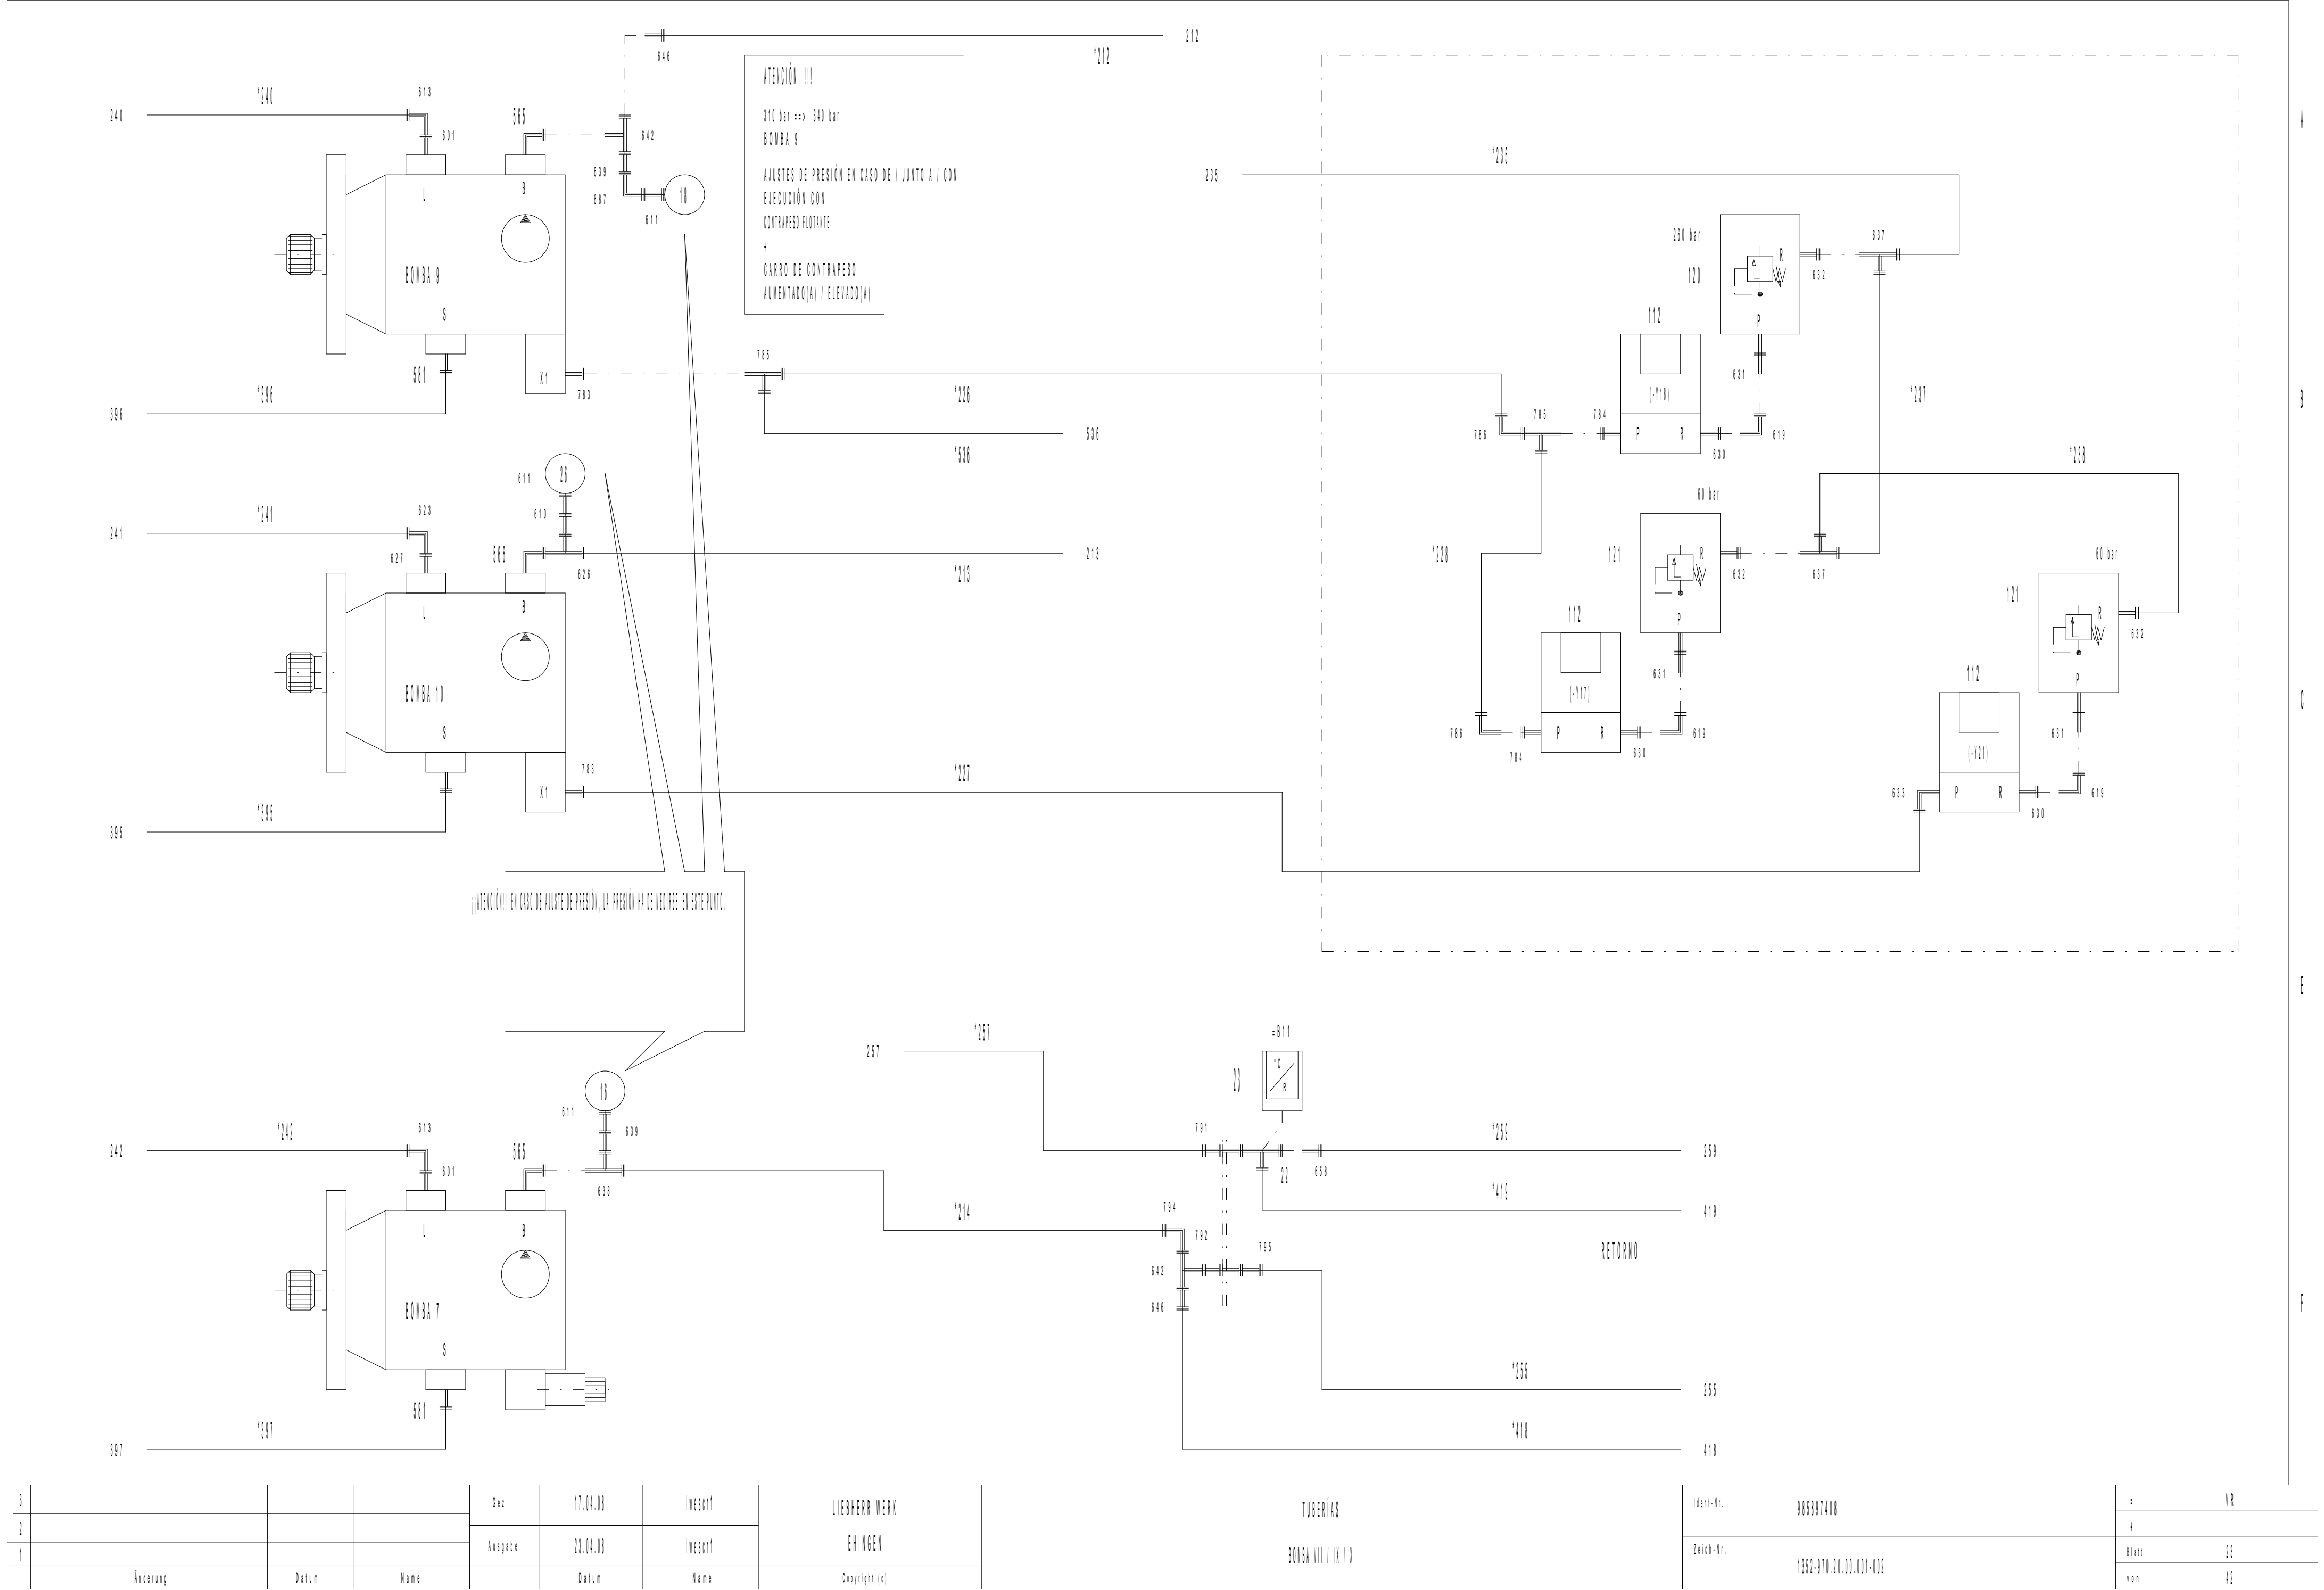 212
646
*212
A
ATENCIÓN !!!
310 bar ==> 340 bar
BOMBA 9
AJUSTES DE PRESIÓN EN CASO DE / JUNTO A / CON
EJECUCIÓN CON
CONTRAPESO FLOTANTE
+
CARRO DE CONTRAPESO
AUMENTADO(A) / ELEVADO(A)
240
*240
613
601
565
642
639
687
611
18
L
B
BOMBA 9
S
X1
581
783
396
*396
785
*226
536
*536
235
*235
260 bar
120
R
P
632
637
631
112
(-Y18)
P
R
784
785
786
630
619
*237
B
*238
26
611
610
241
*241
623
627
566
626
213
*213
L
B
BOMBA 10
S
X1
783
395
*395
*227
*228
60 bar
121
R
P
632
637
631
112
(-Y17)
P
R
786
784
630
619
60 bar
121
R
P
632
631
112
(-Y21)
P
R
633
630
619
C
¡¡ATENCIÓN!! EN CASO DE AJUSTE DE PRESIÓN, LA PRESIÓN HA DE MEDIRSE EN ESTE PUNTO.
E
257
*257
=B11
23
°C
R
16
611
639
242
*242
613
601
565
638
*214
L
B
BOMBA 7
S
581
397
*397
791
22
658
*259
259
*419
419
794
792
795
642
646
RETORNO
*255
255
*418
418
F
3
2
1
Änderung
Datum
Name
Gez.
17.04.08
lwescr1
Ausgabe
23.04.08
lwescr1
Datum
Name
LIEBHERR WERK
EHINGEN
Copyright (c)
TUBERÍAS
BOMBA VII / IX / X
Ident-Nr.
985897408
Zeich-Nr.
1352-970.20.00.001-002
=
VR
+
Blatt
23
von
42